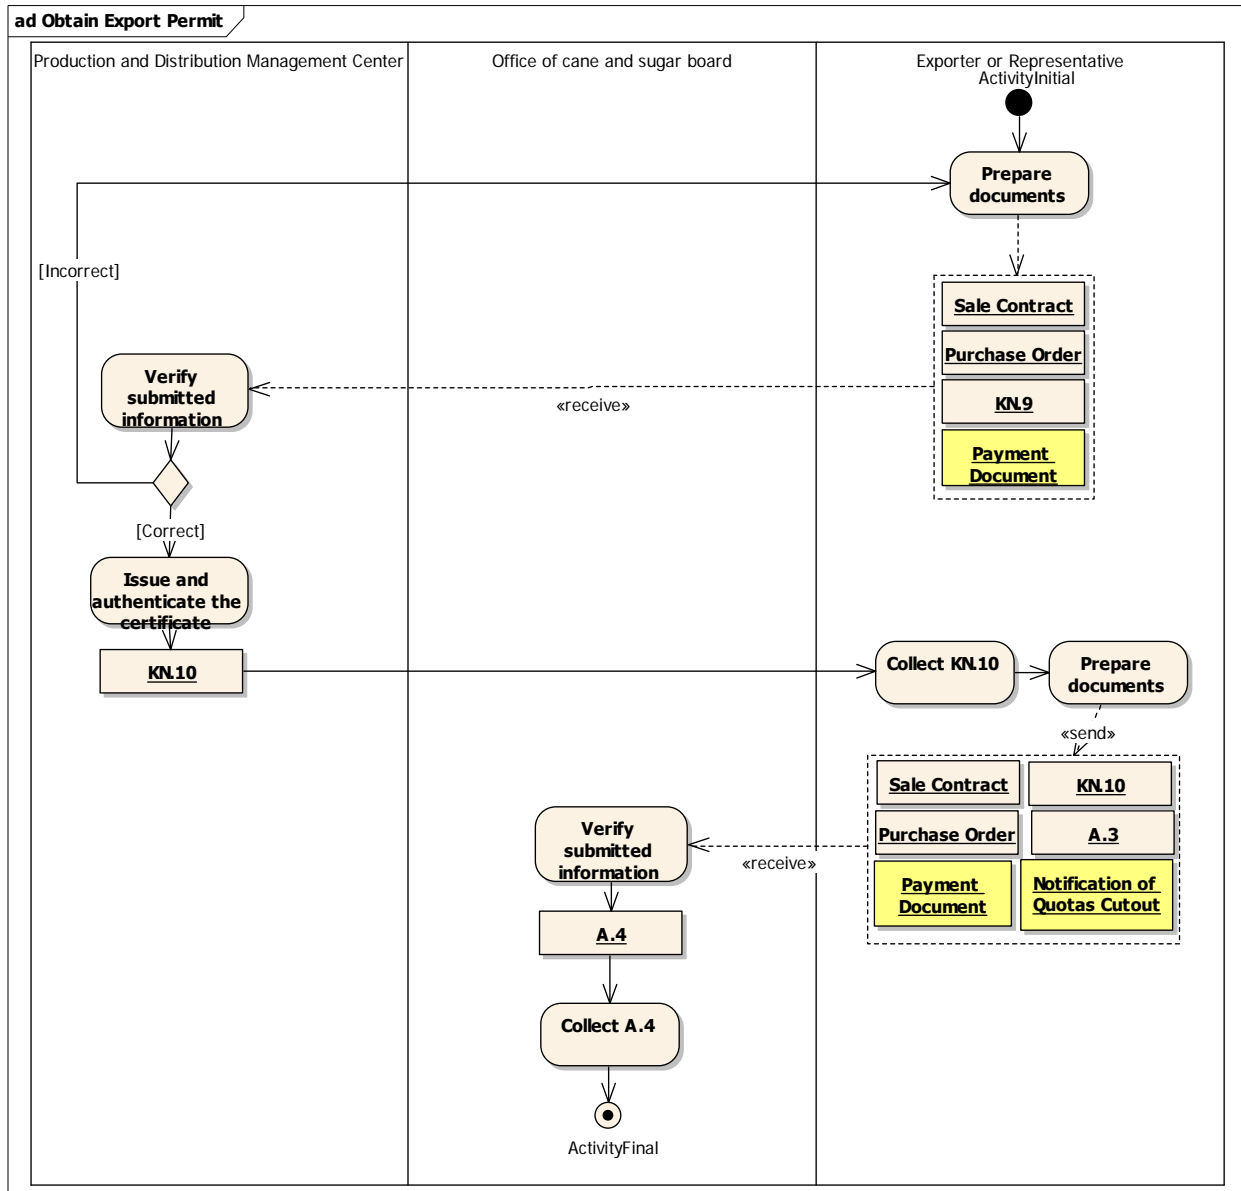 ad Obtain Export Permit
Production and Distribution Management Center
Office of cane and sugar board
Exporter or Representative
ActivityInitial
Prepare
documents
[Incorrect]
Sale Contract
Purchase Order
KN.9
Payment
Document
Verify
submitted
information
«receive»
[Correct]
Issue and
authenticate the
certificate
KN.10
Collect KN.10
Prepare
documents
«send»
Sale Contract
KN.10
Purchase Order
A.3
Payment
Document
Notification of
Quotas Cutout
Verify
submitted
information
«receive»
A.4
Collect A.4
ActivityFinal